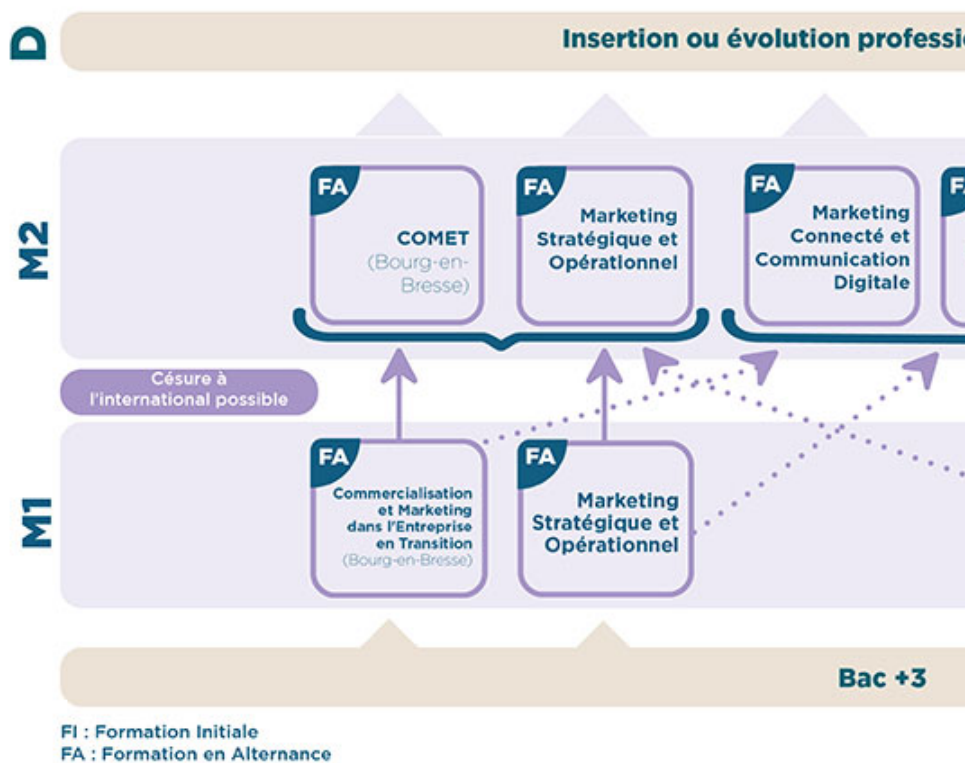 D
Insertion ou évolution professi
M2
FA
COMET
(Bourg-en-
Bresse)
FA
Marketing
Stratégique et
Opérationnel
FA
Marketing
Connecté et
Communication
Digitale
FA
Césure à
l'international possible
M1
FA
Commercialisation
et Marketing
dans l'Entreprise
en Transition
(Bourg-en-Bresse)
FA
Marketing
Stratégique et
Opérationnel
Bac +3
FI : Formation Initiale
FA : Formation en Alternance